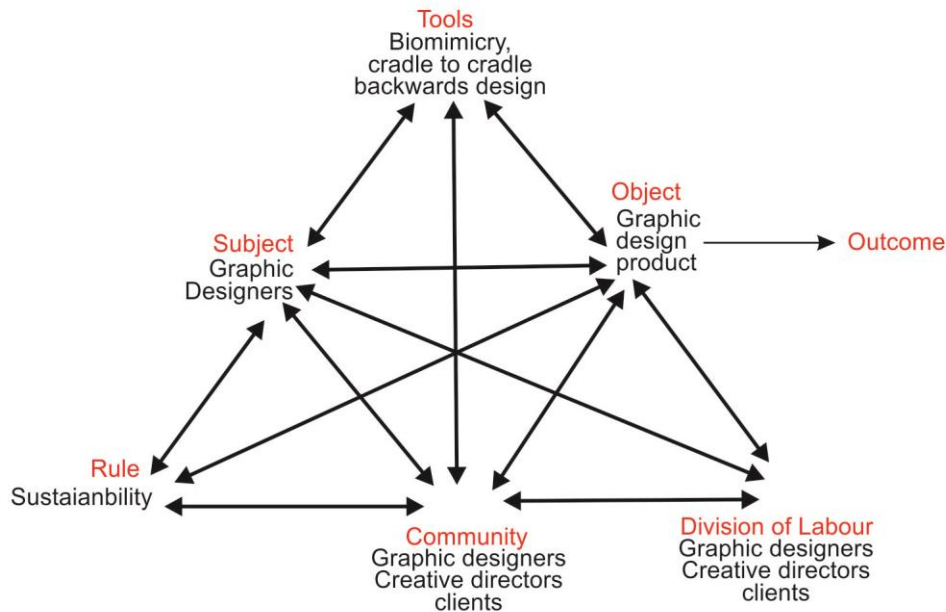 Tools
Biomimicry,
cradle to cradle
backwards design
Object
Graphic
design
product
Outcome
Subject
Graphic
Designers
Rule
Sustaianbility
Community
Graphic designers
Creative directors
clients
Division of Labour
Graphic designers
Creative directors
clients